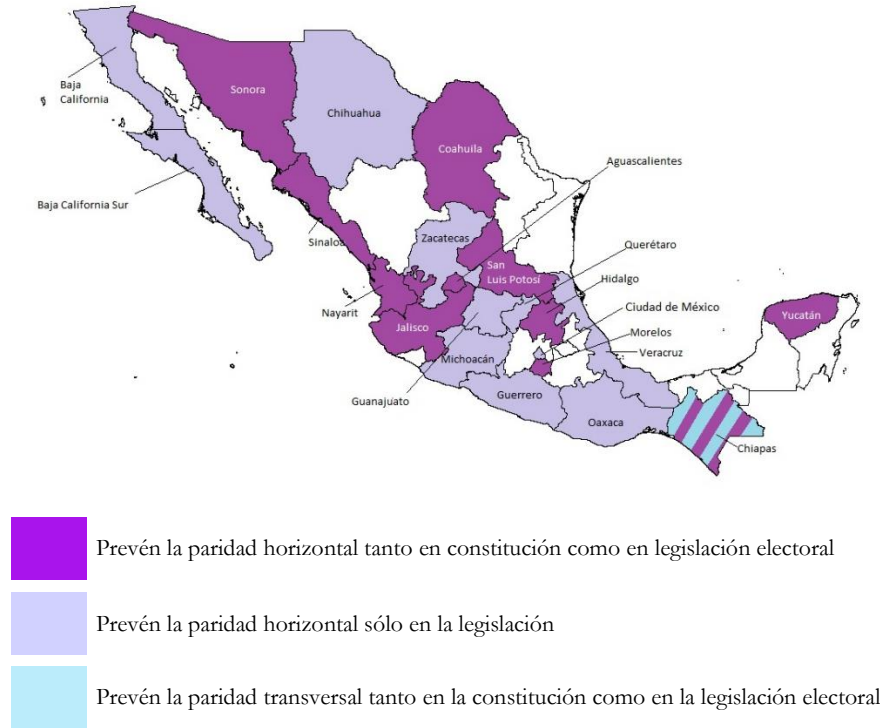 Baja
California
Sonora
Chihuahua
Coahuila
Aguascalientes
Baja California Sur
Sinaloa
Zacatecas
Querétaro
San
Luis Potosí
Hidalgo
Nayarit
Ciudad de México
Yucatán
Jalisco
Morelos
Michoacán
Veracruz
Guanajuato
Guerrero
Oaxaca
Chiapas
Prevén la paridad horizontal tanto en constitución como en legislación electoral
Prevén la paridad horizontal sólo en la legislación
Prevén la paridad transversal tanto en la constitución como en la legislación electoral